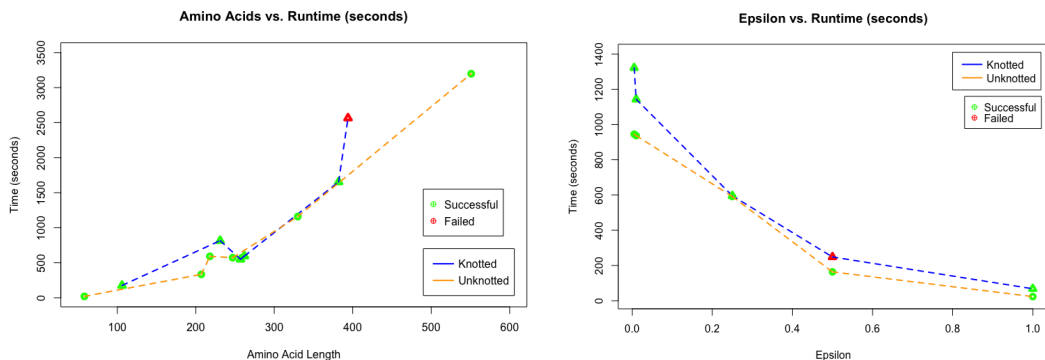 Amino Acids vs. Runtime (seconds)
Time (seconds)
3500
3000
2500
2000
1500
1000
500
0
100
200
300
400
500
600
Amino Acid Length
Successful
Failed
Knotted
Unknotted
Epsilon vs. Runtime (seconds)
Time (seconds)
1400
1200
1000
800
600
400
200
0
0.0
0.2
0.4
0.6
0.8
1.0
Epsilon
Knotted
Unknotted
Successful
Failed